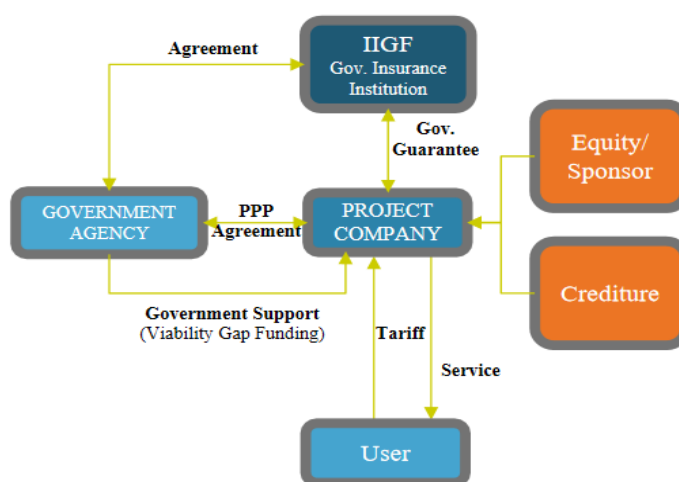 Agreement
IIGF
Gov. Insurance
Institution
Gov.
Guarantee
Equity/
Sponsor
GOVERNMENT
AGENCY
PPP
Agreement
PROJECT
COMPANY
Crediture
Government Support
(Viability Gap Funding)
Tariff
Service
User